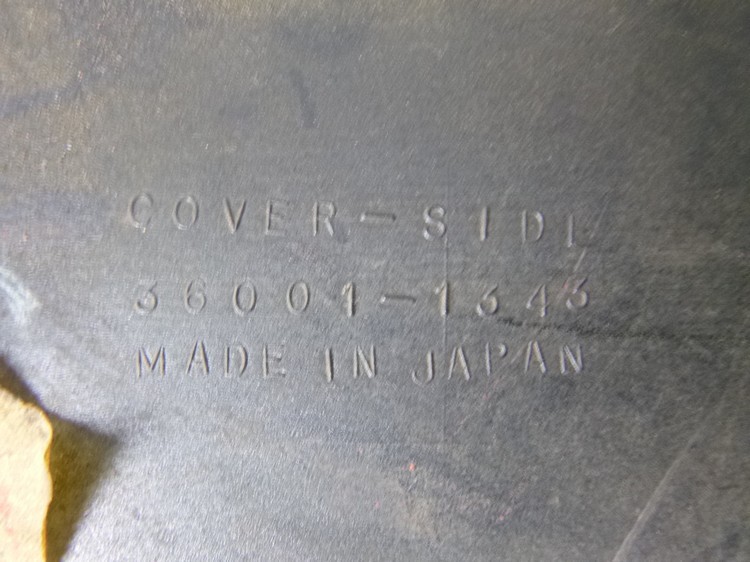 COVER-SIDE
36001-1343
MADE IN JAPAN